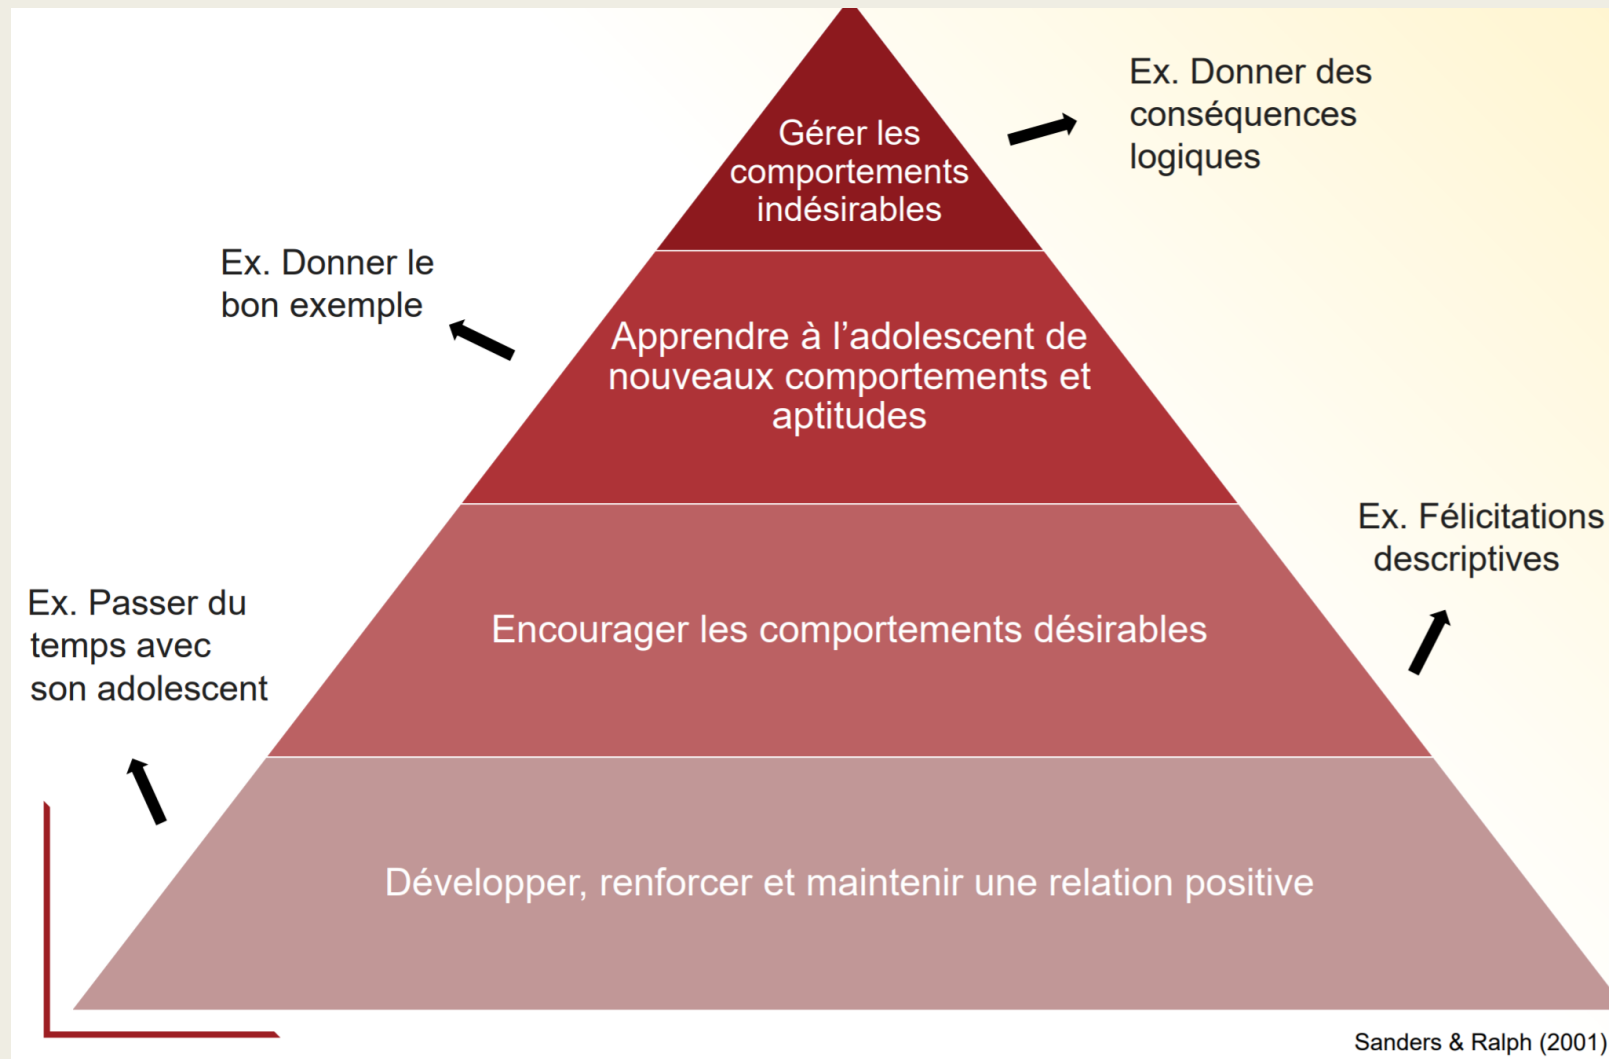 Ex. Donner des
conséquences
logiques
Gérer les
comportements
indésirables
Ex. Donner le
bon exemple
Apprendre à l’adolescent de
nouveaux comportements et
aptitudes
Ex. Félicitations
descriptives
Encourager les comportements désirables
Ex. Passer du
temps avec
son adolescent
Développer, renforcer et maintenir une relation positive
Sanders & Ralph (2001)